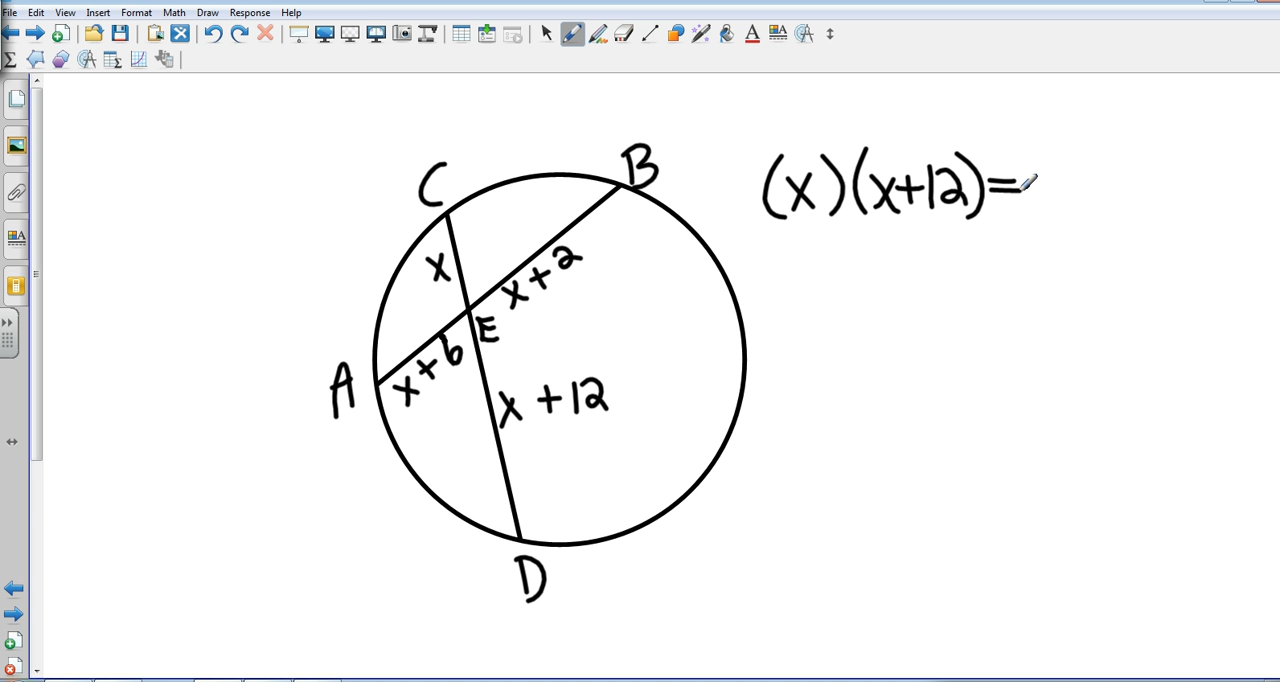 File Edit View Insert Format Math Draw Response Help
C
B
(x)(x+12)=
x
x+2
E
x+6
A
x +12
D